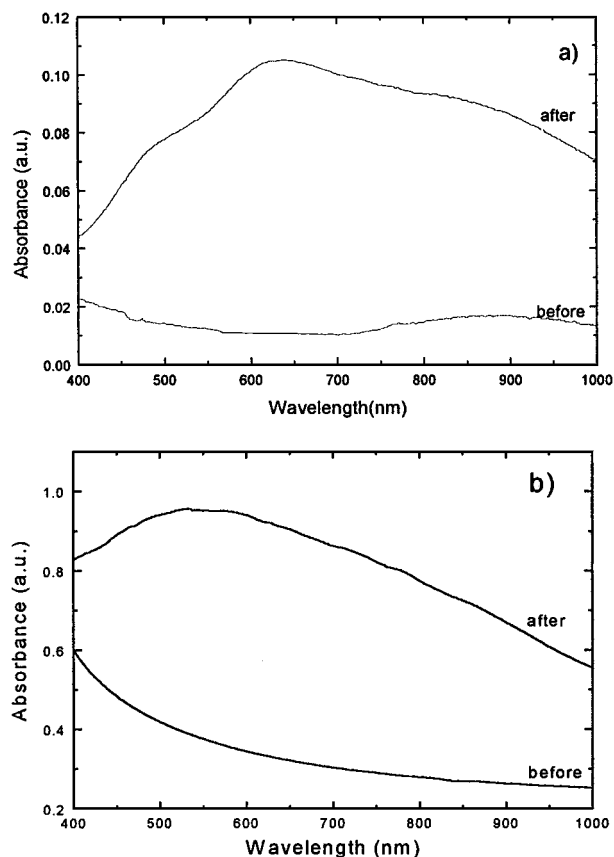 a)
0.12
0.10
0.08
0.06
0.04
0.02
0.00
Absorbance (a.u.)
after
before
400 500 600 700 800 900 1000
Wavelength(nm)
b)
1.0
0.8
0.6
0.4
0.2
Absorbance (a.u.)
after
before
400 500 600 700 800 900 1000
Wavelength (nm)